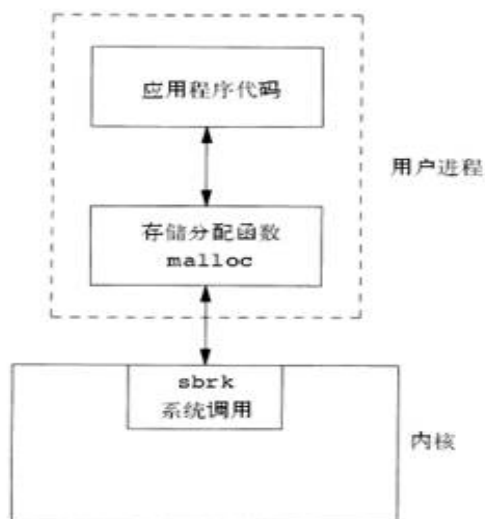 应用程序代码
用户进程
存储分配函数
malloc
sbrk
系统调用
内核